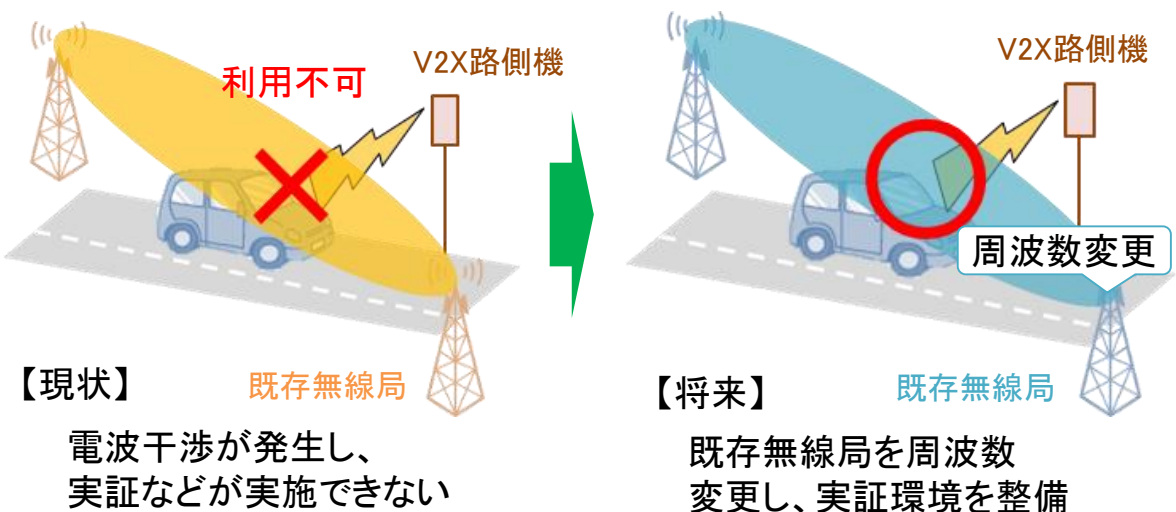 利用不可
V2X路側機
【現状】
既存無線局
電波干渉が発生し、
実証などが実施できない
V2X路側機
周波数変更
【将来】
既存無線局
既存無線局を周波数
変更し、実証環境を整備